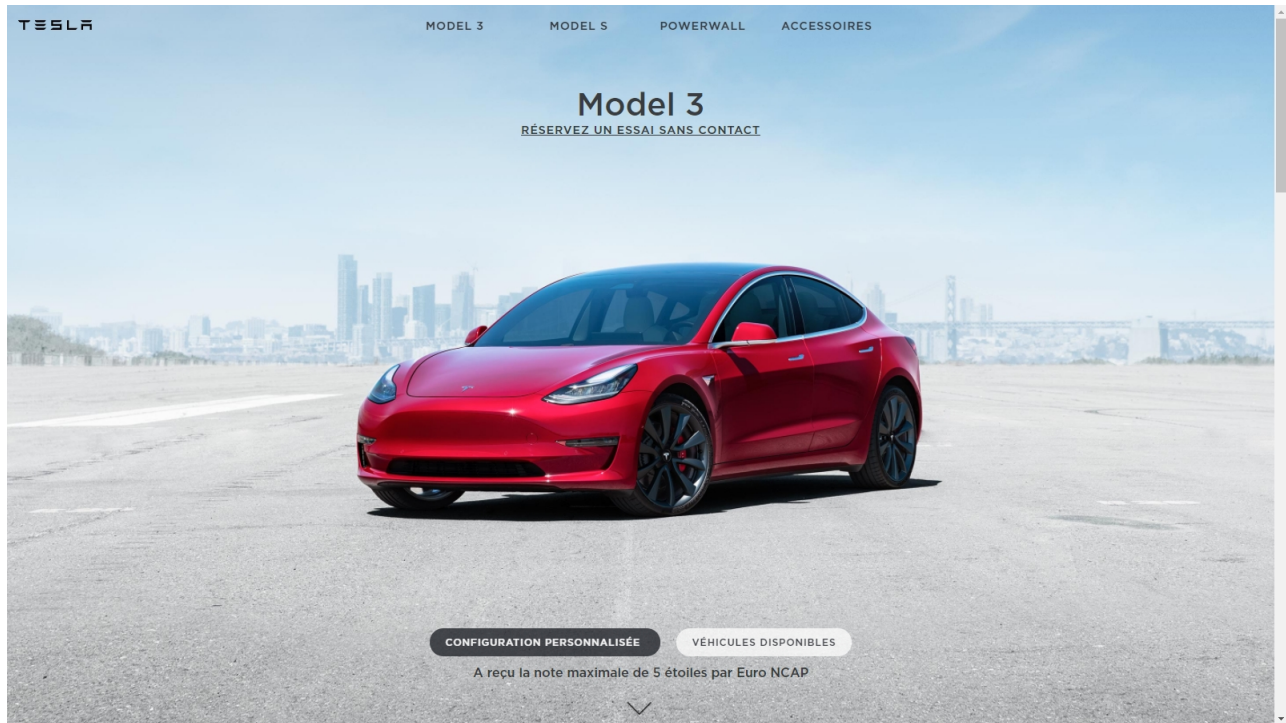 TESLA
MODEL 3 MODEL S POWERWALL ACCESSOIRES
Model 3
RÉSERVEZ UN ESSAI SANS CONTACT
CONFIGURATION PERSONNALISÉE VÉHICULES DISPONIBLES
A reçu la note maximale de 5 étoiles par Euro NCAP